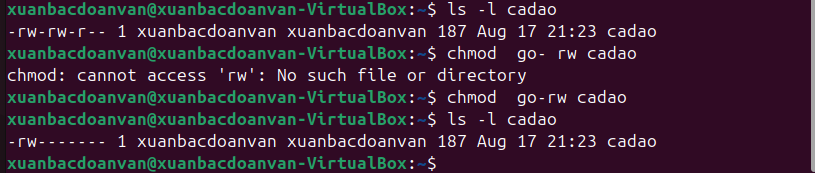 xuanbacdoanvan@xuanbacdoanvan-VirtualBox:~$ ls -l cadao
-rw-rw-r-- 1 xuanbacdoanvan xuanbacdoanvan 187 Aug 17 21:23 cadao
xuanbacdoanvan@xuanbacdoanvan-VirtualBox:~$ chmod  go- rw cadao
chmod: cannot access 'rw': No such file or directory
xuanbacdoanvan@xuanbacdoanvan-VirtualBox:~$ chmod  go-rw cadao
xuanbacdoanvan@xuanbacdoanvan-VirtualBox:~$ ls -l cadao
-rw------- 1 xuanbacdoanvan xuanbacdoanvan 187 Aug 17 21:23 cadao
xuanbacdoanvan@xuanbacdoanvan-VirtualBox:~$